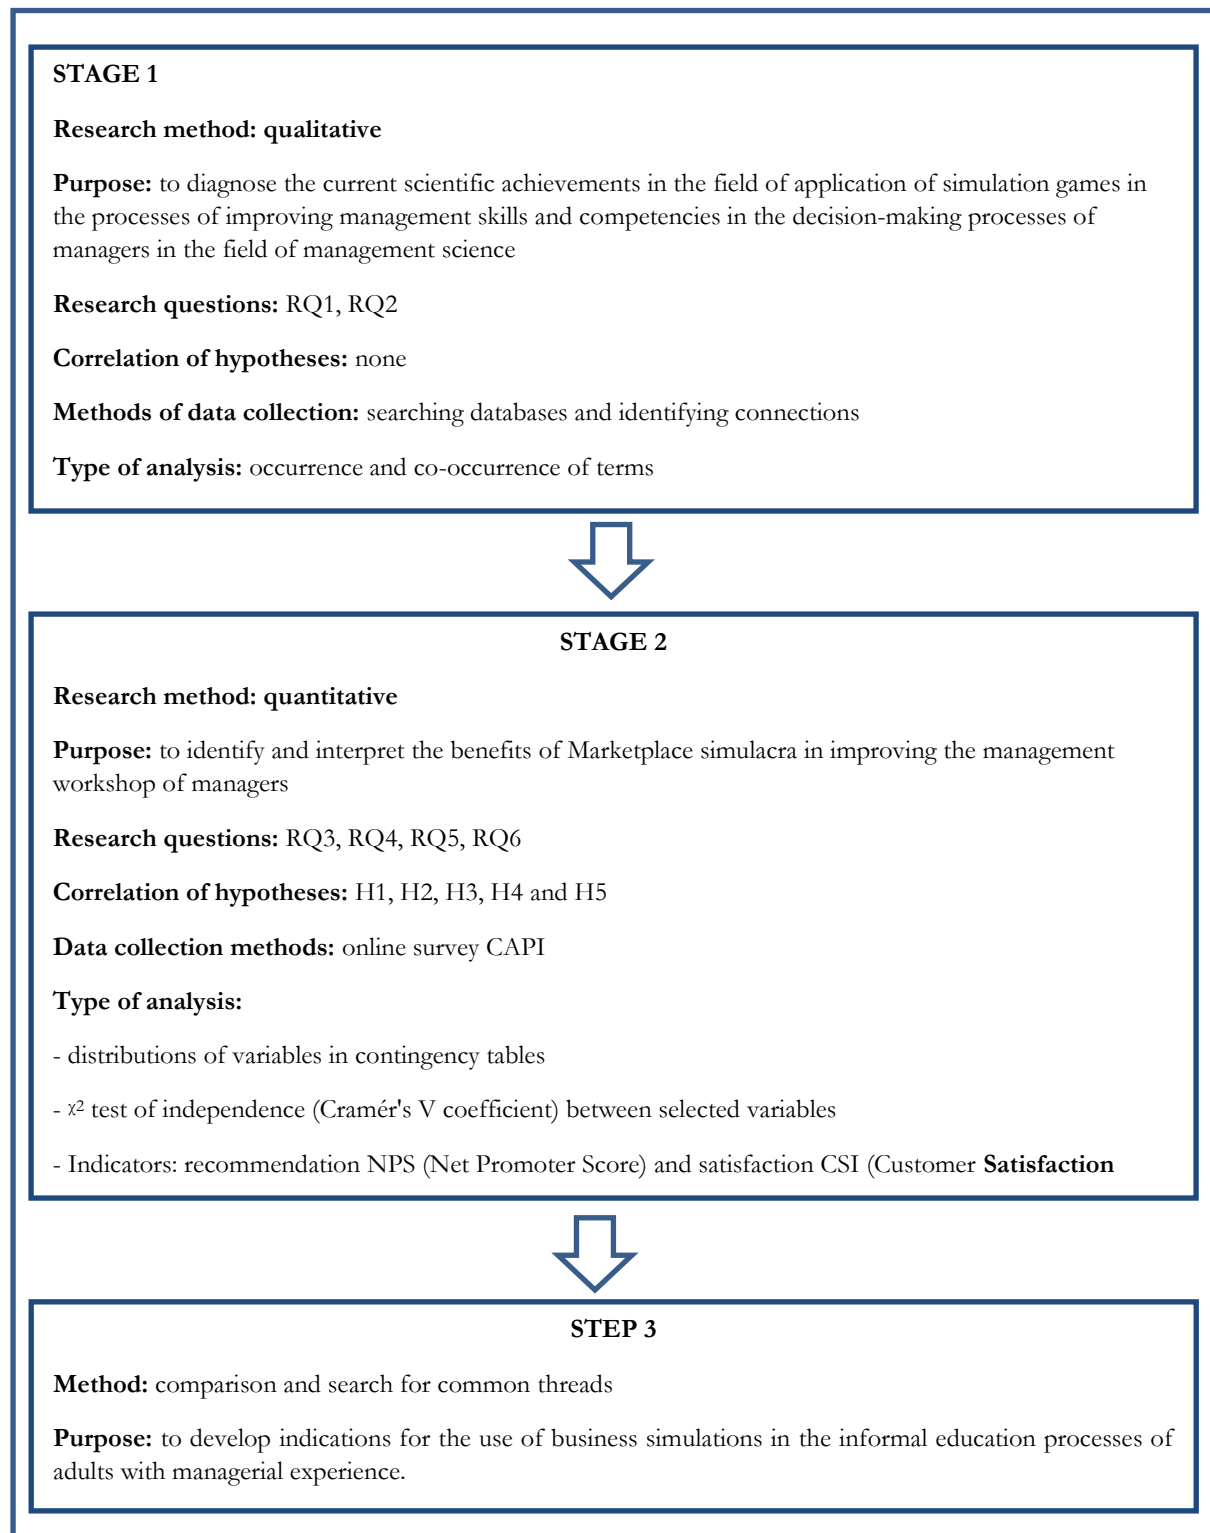 STAGE 1
Research method: qualitative
Purpose: to diagnose the current scientific achievements in the field of application of simulation games in
the processes of improving management skills and competencies in the decision-making processes of
managers in the field of management science
Research questions: RQ1, RQ2
Correlation of hypotheses: none
Methods of data collection: searching databases and identifying connections
Type of analysis: occurrence and co-occurrence of terms
STAGE 2
Research method: quantitative
Purpose: to identify and interpret the benefits of Marketplace simulacra in improving the management
workshop of managers
Research questions: RQ3, RQ4, RQ5, RQ6
Correlation of hypotheses: H1, H2, H3, H4 and H5
Data collection methods: online survey CAPI
Type of analysis:
- distributions of variables in contingency tables
- χ² test of independence (Cramér's V coefficient) between selected variables
- Indicators: recommendation NPS (Net Promoter Score) and satisfaction CSI (Customer Satisfaction
STEP 3
Method: comparison and search for common threads
Purpose: to develop indications for the use of business simulations in the informal education processes of
adults with managerial experience.